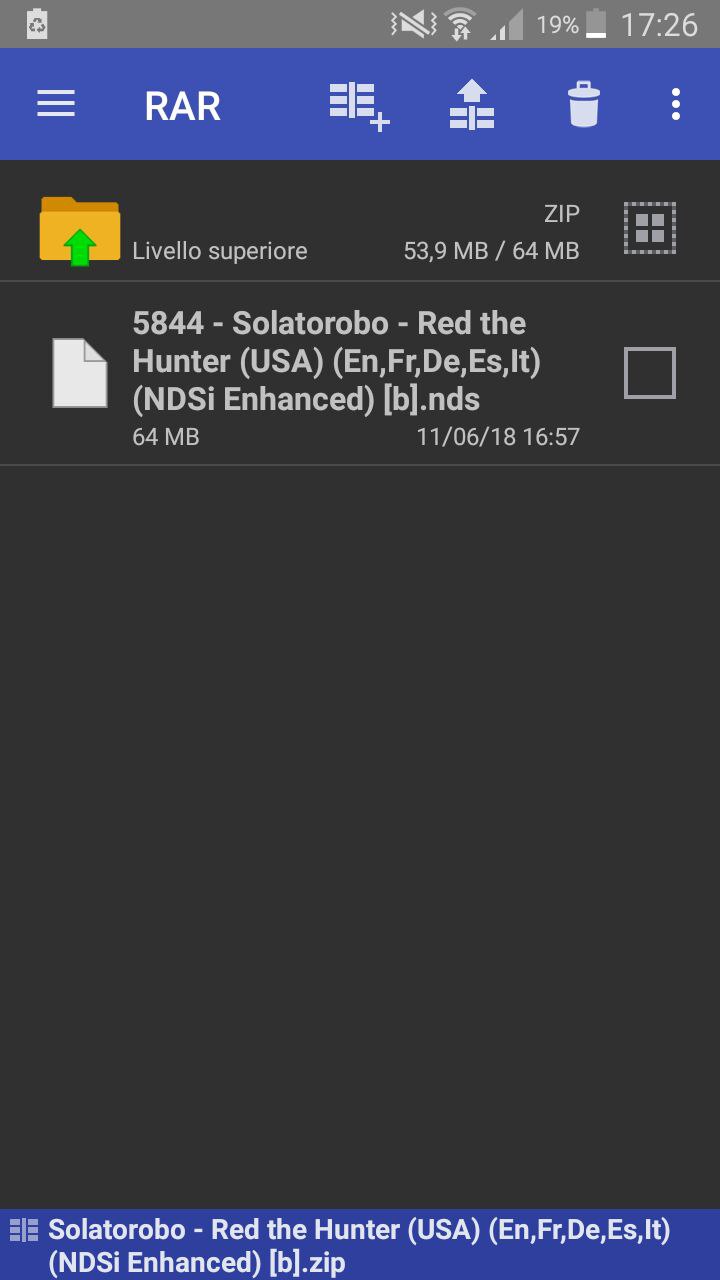 19% 17:26
RAR
ZIP
Livello superiore 53,9 MB / 64 MB
5844 - Solatorobo - Red the
Hunter (USA) (En,Fr,De,Es,It)
(NDSi Enhanced) [b].nds
64 MB 11/06/18 16:57
Solatorobo - Red the Hunter (USA) (En,Fr,De,Es,It)
(NDSi Enhanced) [b].zip